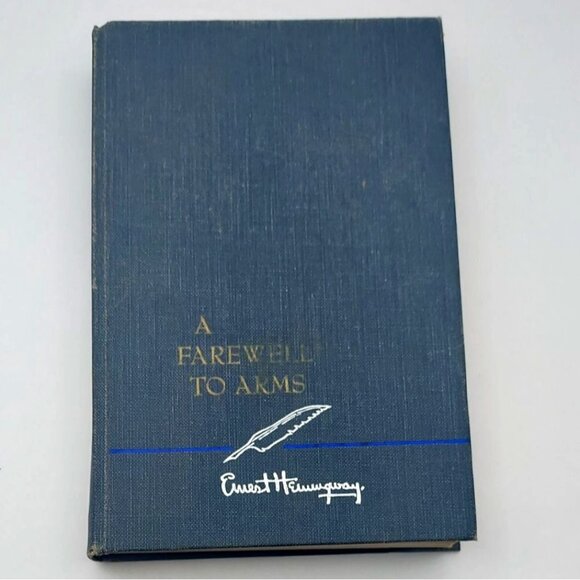 A
FAREWELL
TO ARMS
Ernest Hemingway.